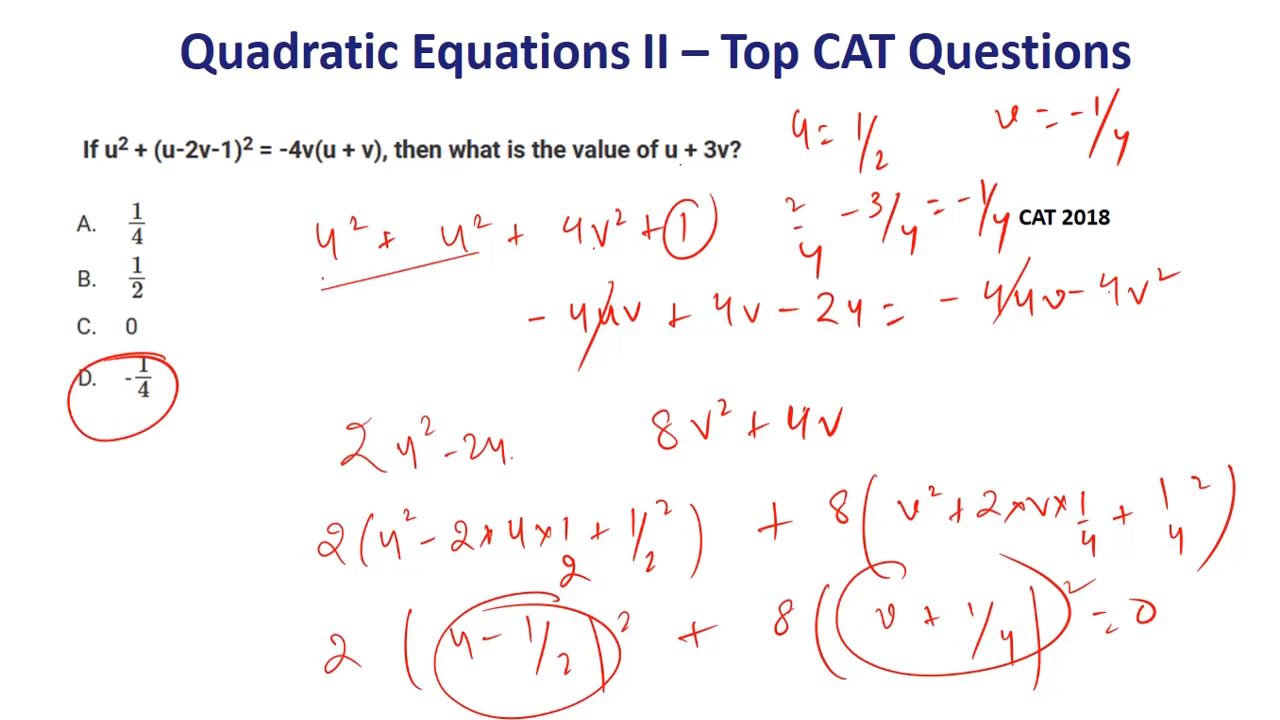 Quadratic Equations II – Top CAT Questions
If u² + (u-2v-1)² = -4v(u + v), then what is the value of u + 3v?
u = 1/2
v = -1/4
A. 1/4
B. 1/2
C. 0
D. -1/4
2/4 - 3/4 = -1/4
CAT 2018
u² + u² + 4v² + 1
- 4uv + 4v - 2u = - 4uv - 4v²
2u² - 2u
8v² + 4v
2(u² - 2 × u × 1/2 + 1/2²) + 8(v² + 2 × v × 1/4 + 1/4²)
2(u - 1/2)² + 8(v + 1/4)² = 0